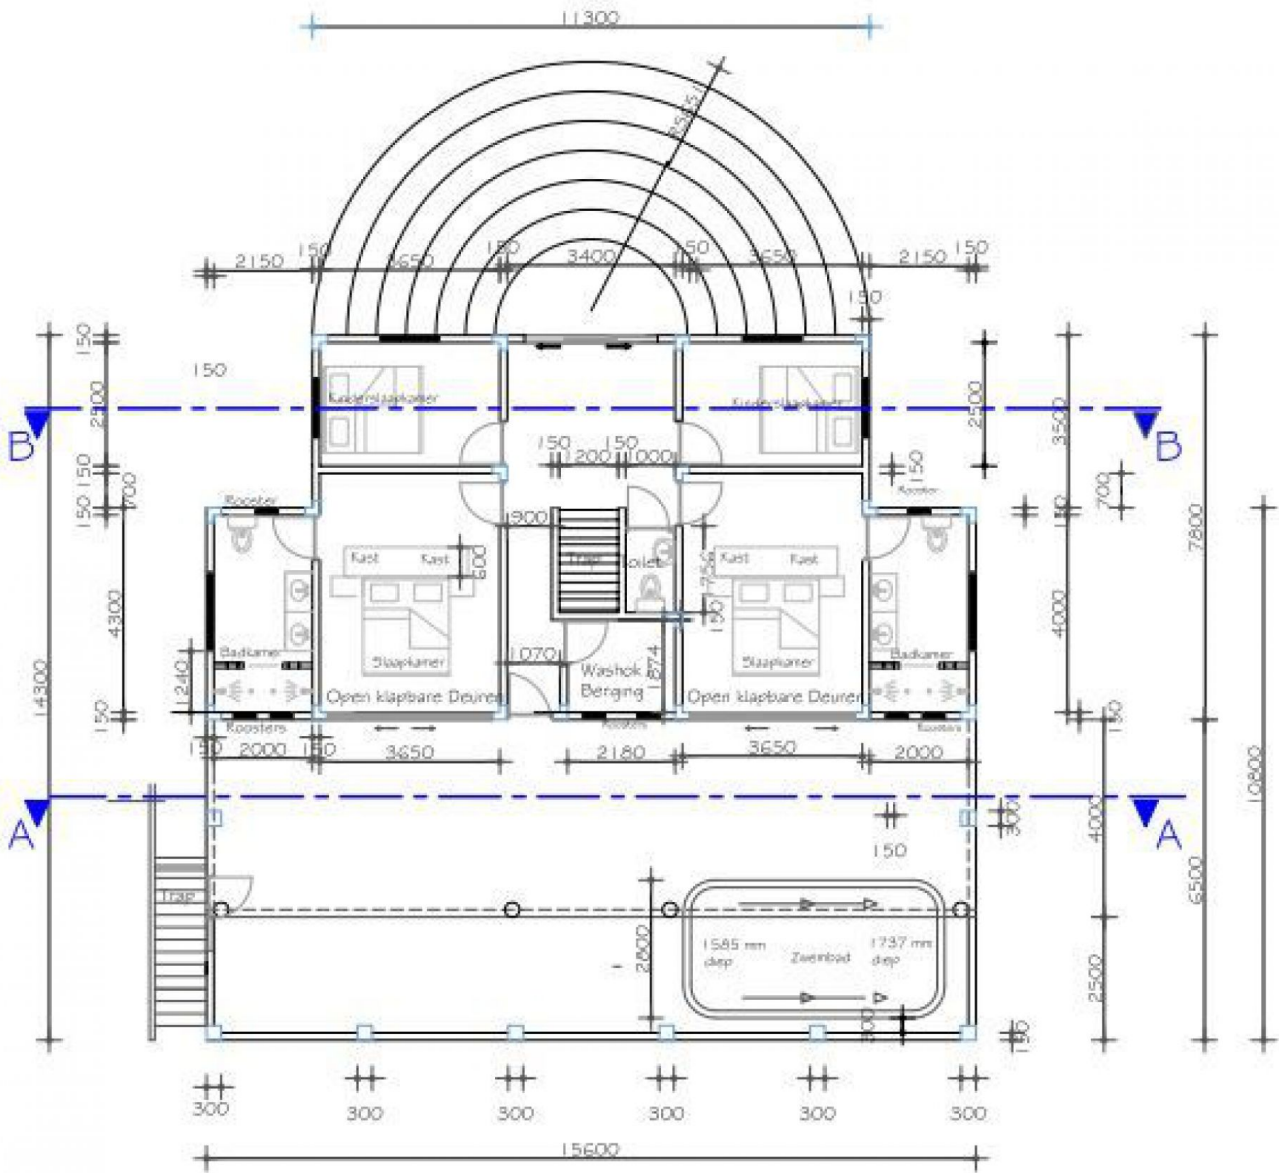 11300
2150
150
3650
150
3400
150
3650
2150
150
150
150
2500
150
700
150
4300
1240
150
14300
150
B
B
Kinderslaapkamer
Kinderslaapkamer
150
1200
150
1000
150
2500
3500
150
4000
700
7800
10800
Rooster
Rooster
900
Kast
Kast
600
Trap
Toilet
Kast
Kast
150
Badkamer
Slaapkamer
1070
Washok
Berging
1874
Slaapkamer
Badkamer
Open klapbare Deuren
Open klapbare Deuren
Roosters
Roosters
Roosters
150
150
2000
150
3650
2180
3650
2000
A
A
300
4000
150
6500
Trap
2800
1585 mm
diep
Zwembad
1737 mm
diep
2500
300
150
300
300
300
300
300
300
15600